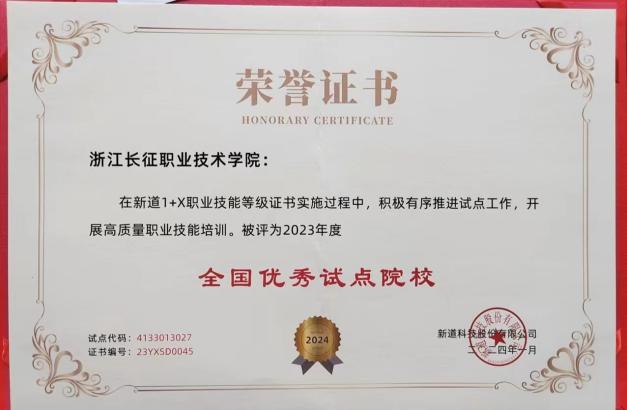 荣誉证书
HONORARY CERTIFICATE
浙江长征职业技术学院：
在新道1+X职业技能等级证书实施过程中，积极有序推进试点工作，开
展高质量职业技能培训。被评为2023年度
全国优秀试点院校
2024
试点代码：4133013027
证书编号：23YXSD0045
新道科技股份有限公司
二〇二四年一月